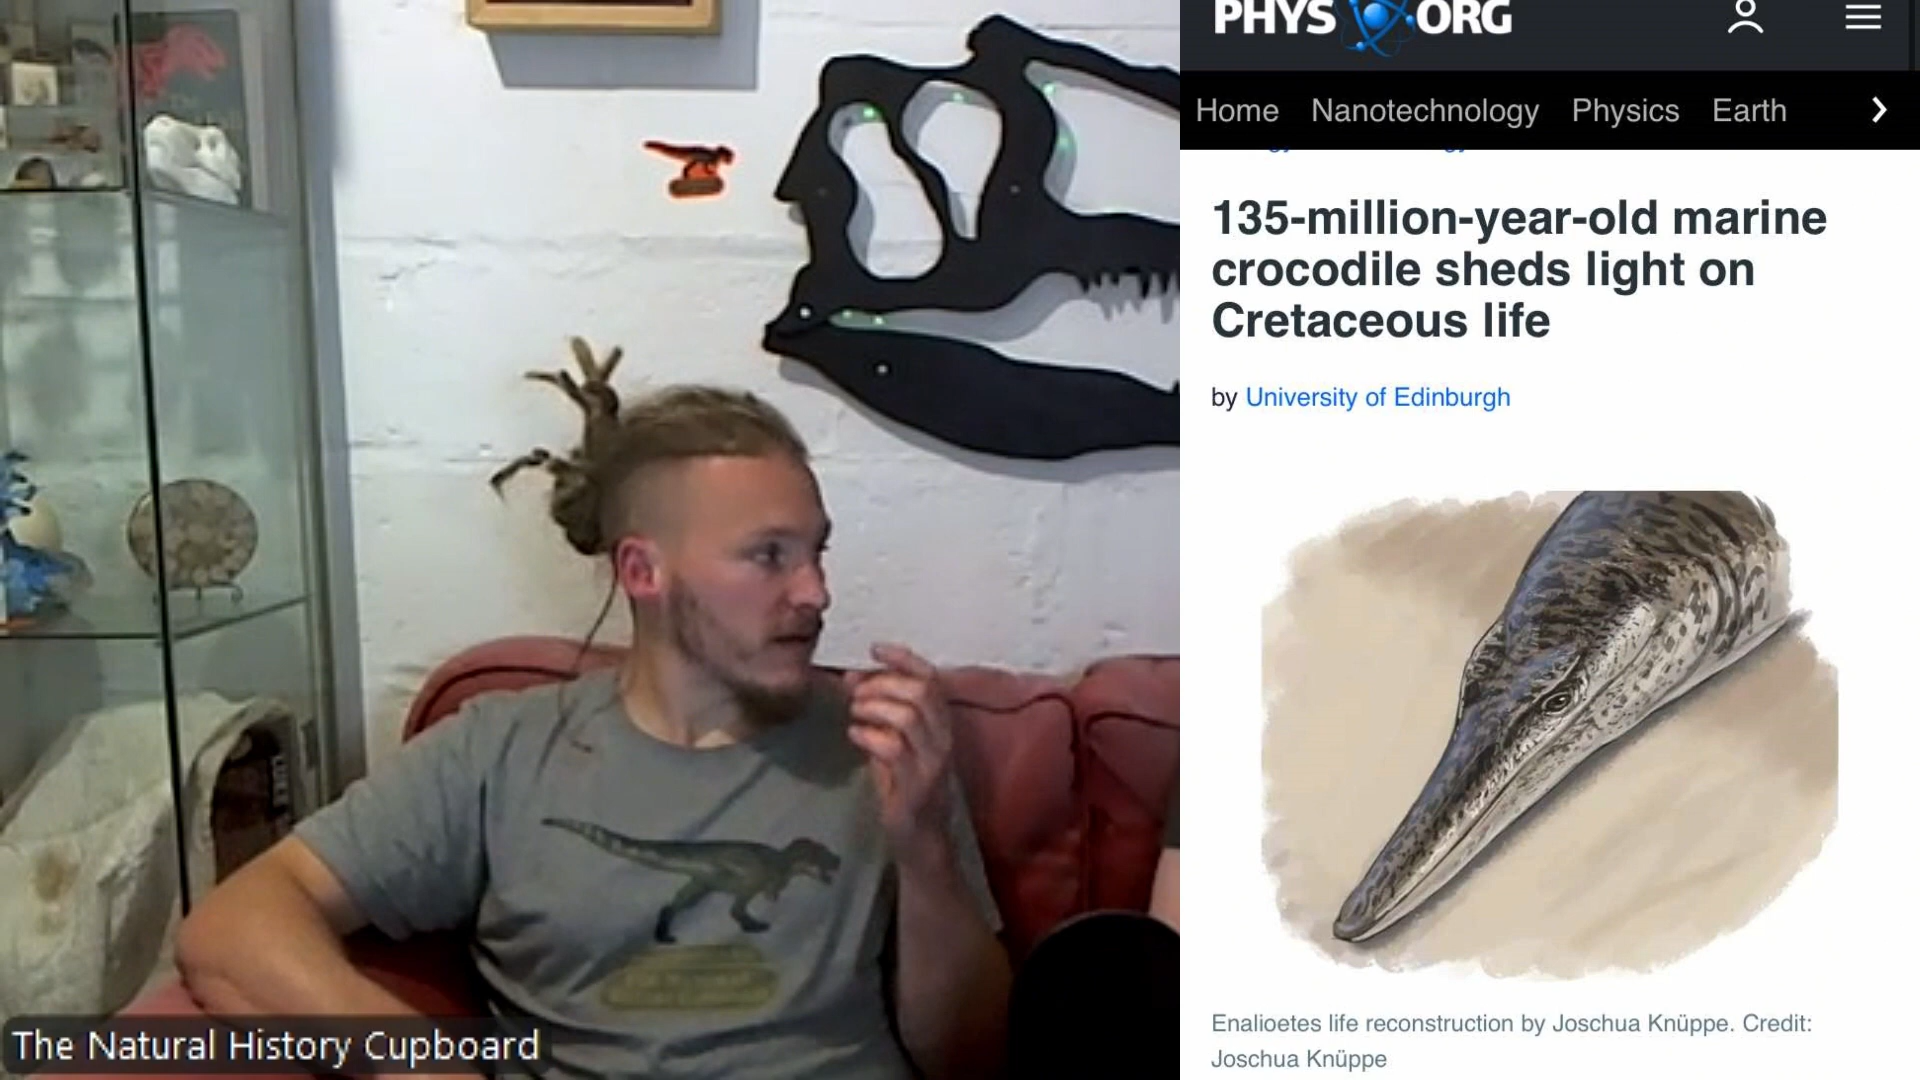 PHYS ORG
Home Nanotechnology Physics Earth
135-million-year-old marine
crocodile sheds light on
Cretaceous life
by University of Edinburgh
Enalioetes life reconstruction by Joschua Knüppe. Credit:
Joschua Knüppe
The Natural History Cupboard